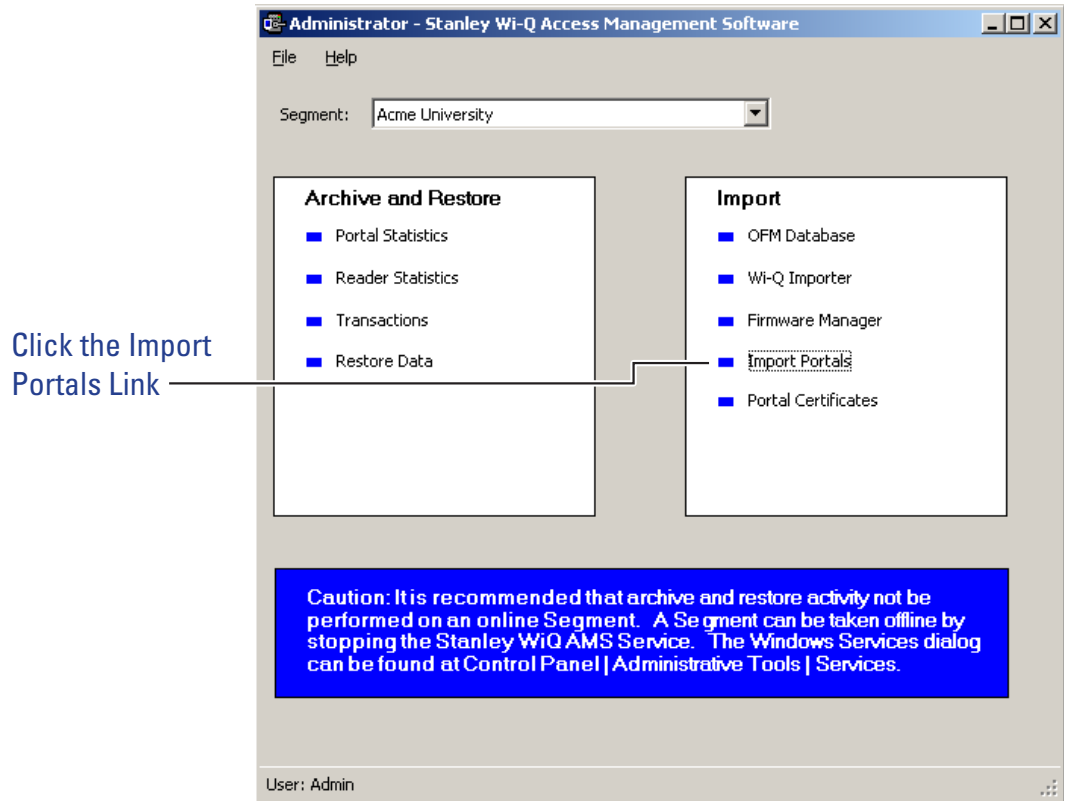 Administrator - Stanley Wi-Q Access Management Software
File Help
Segment: Acme University
Archive and Restore
Portal Statistics
Reader Statistics
Transactions
Restore Data
Import
OFM Database
Wi-Q Importer
Firmware Manager
Import Portals
Portal Certificates
Click the Import
Portals Link
Caution: It is recommended that archive and restore activity not be
performed on an online Segment. A Segment can be taken offline by
stopping the Stanley WiQ AMS Service. The Windows Services dialog
can be found at Control Panel | Administrative Tools | Services.
User: Admin